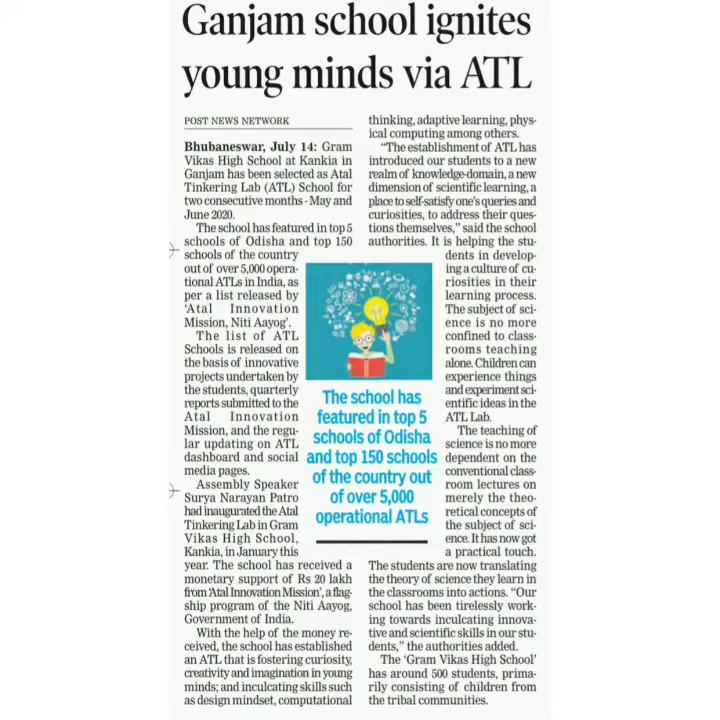 Ganjam school ignites
young minds via ATL
POST NEWS NETWORK
Bhubaneswar, July 14: Gram
Vikas High School at Kankia in
Ganjam has been selected as Atal
Tinkering Lab (ATL) School for
two consecutive months - May and
June 2020.
The school has featured in top 5
schools of Odisha and top 150
schools of the country
out of over 5,000 opera-
tional ATLs in India, as
per a list released by
'Atal Innovation
Mission, Niti Aayog'.
The list of ATL
Schools is released on
the basis of innovative
projects undertaken by
the students, quarterly
reports submitted to the
Atal Innovation
Mission, and the regu-
lar updating on ATL
dashboard and social
media pages.
Assembly Speaker
Surya Narayan Patro
had inaugurated the Atal
Tinkering Lab in Gram
Vikas High School,
Kankia, in January this
year. The school has received a
monetary support of Rs 20 lakh
from 'Atal Innovation Mission', a flag-
ship program of the Niti Aayog,
Government of India.
With the help of the money re-
ceived, the school has established
an ATL that is fostering curiosity,
creativity and imagination in young
minds; and inculcating skills such
as design mindset, computational
thinking, adaptive learning, phys-
ical computing among others.
"The establishment of ATL has
introduced our students to a new
realm of knowledge-domain, a new
dimension of scientific learning, a
place to self-satisfy one's queries and
curiosities, to address their ques-
tions themselves," said the school
authorities. It is helping the stu-
dents in develop-
ing a culture of cu-
riosities in their
learning process.
The subject of sci-
ence is no more
confined to class-
rooms teaching
alone. Children can
experience things
and experiment sci-
entific ideas in the
ATL Lab.
The teaching of
science is no more
dependent on the
conventional class-
room lectures on
merely the theo-
retical concepts of
the subject of sci-
ence. It has now got
a practical touch.
The students are now translating
the theory of science they learn in
the classrooms into actions. "Our
school has been tirelessly work-
ing towards inculcating innova-
tive and scientific skills in our stu-
dents," the authorities added.
The 'Gram Vikas High School'
has around 500 students, prima-
rily consisting of children from
the tribal communities.
The school has
featured in top 5
schools of Odisha
and top 150 schools
of the country out
of over 5,000
operational ATLs